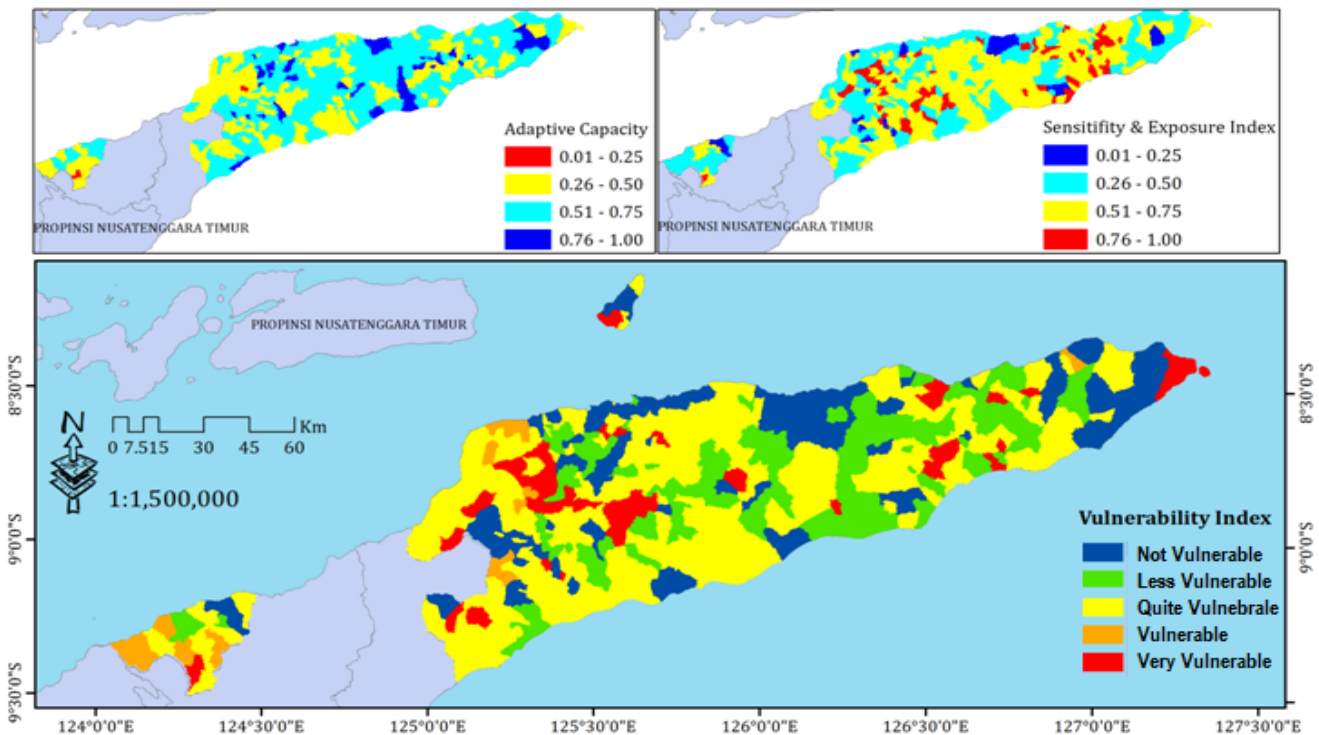 Adaptive Capacity
0.01 - 0.25
0.26 - 0.50
0.51 - 0.75
0.76 - 1.00
PROPINSI NUSATENGGARA TIMUR
Sensitifity & Exposure Index
0.01 - 0.25
0.26 - 0.50
0.51 - 0.75
0.76 - 1.00
PROPINSI NUSATENGGARA TIMUR
PROPINSI NUSATENGGARA TIMUR
8°30'0"S
8°30'0"S
N
Km
0 7.515 30 45 60
1:1,500,000
9°0'0"S
9°0'0"S
Vulnerability Index
Not Vulnerable
Less Vulnerable
Quite Vulnebrale
Vulnerable
Very Vulnerable
9°30'0"S
124°0'0"E 124°30'0"E 125°0'0"E 125°30'0"E 126°0'0"E 126°30'0"E 127°0'0"E 127°30'0"E